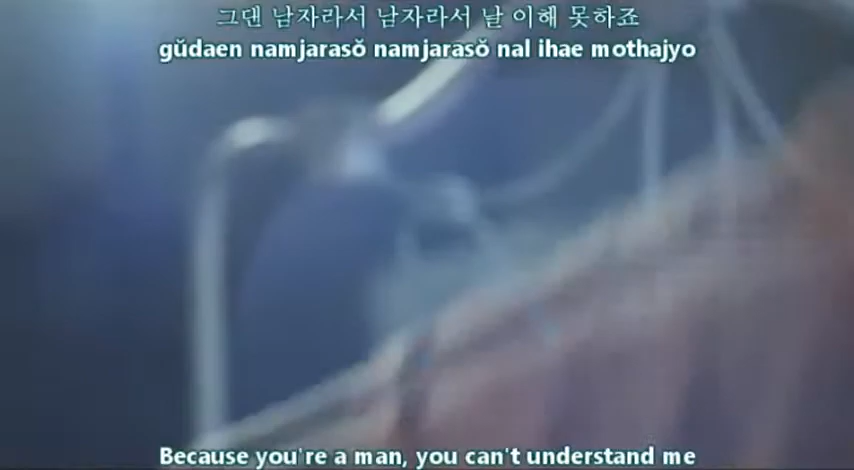 그댄 남자라서 남자라서 날 이해 못하죠
gŭdaen namjarasŏ namjarasŏ nal ihae mothajyo
Because you're a man, you can't understand me